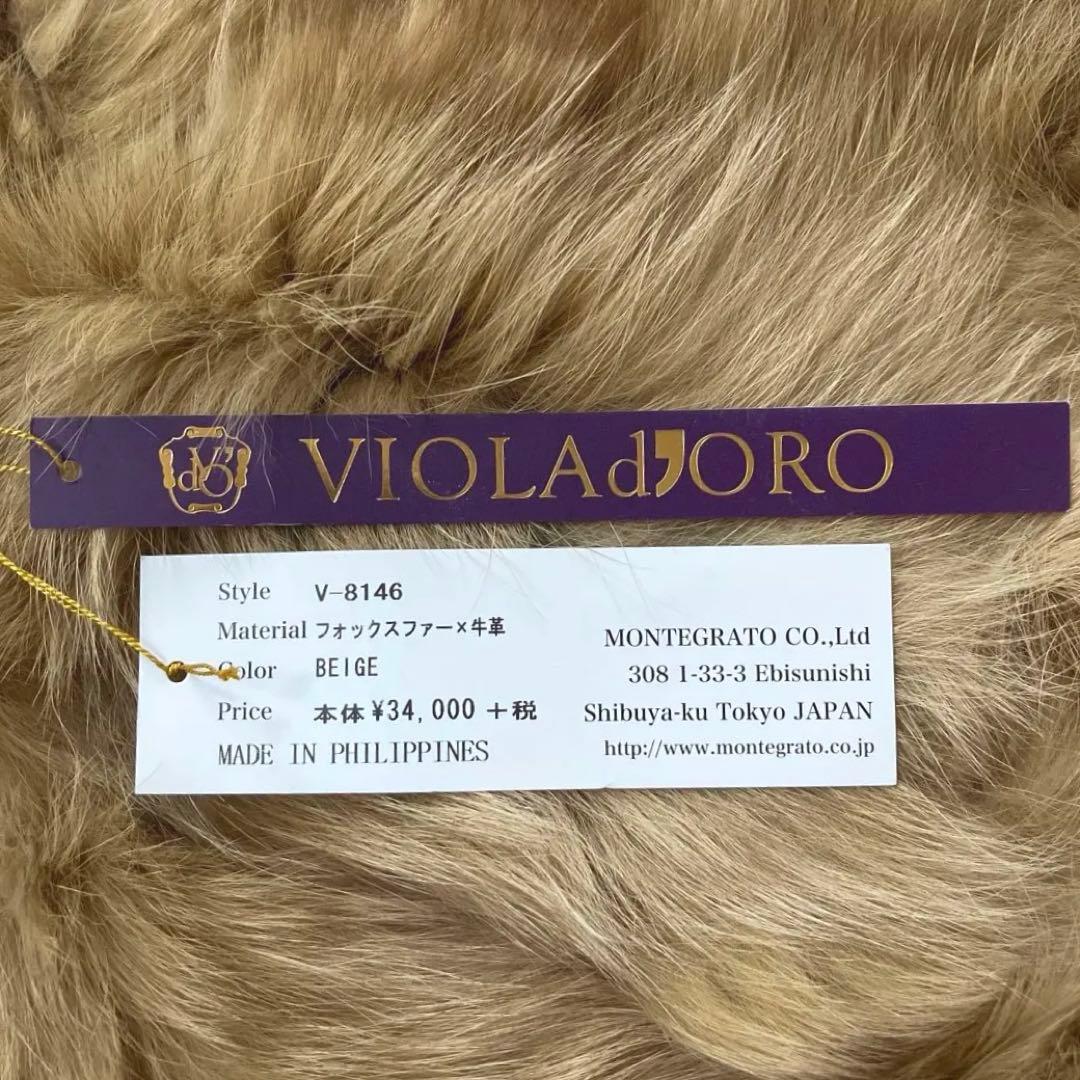 VIOLAd'ORO
Style V-8146
Material フォックスファー×牛革
Color BEIGE
Price 本体¥34,000+税
MADE IN PHILIPPINES
MONTEGRATO CO.,Ltd
308 1-33-3 Ebisunishi
Shibuya-ku Tokyo JAPAN
http://www.montegrato.co.jp